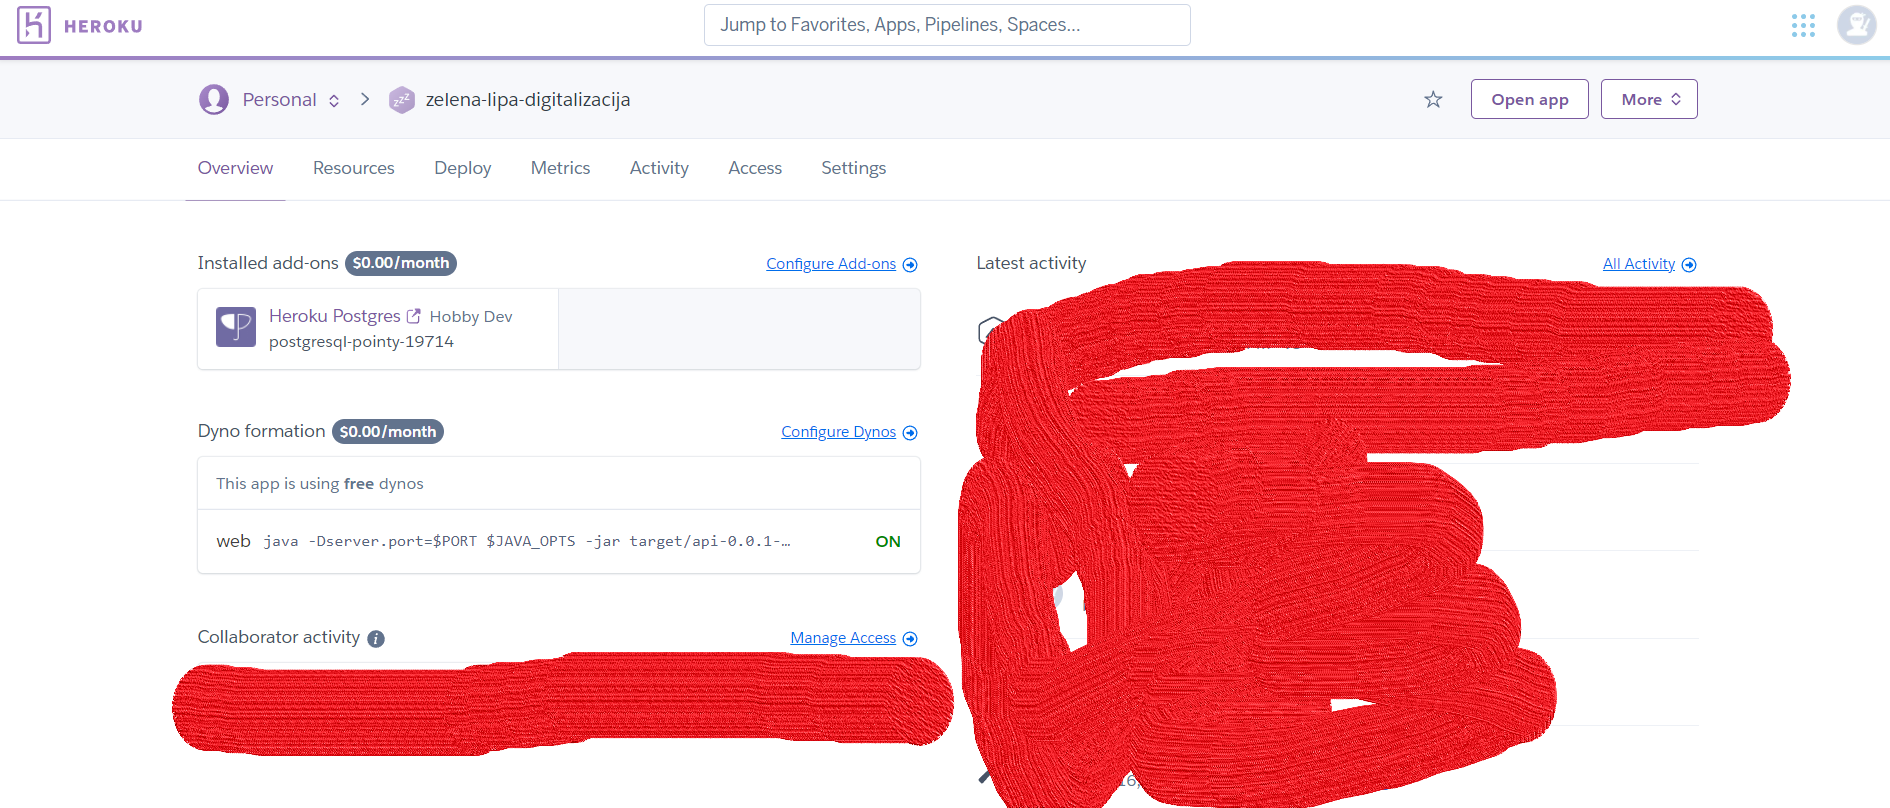 HEROKU
Jump to Favorites, Apps, Pipelines, Spaces...
Personal
zzz
zelena-lipa-digitalizacija
Open app
More
Overview
Resources
Deploy
Metrics
Activity
Access
Settings
Installed add-ons $0.00/month
Configure Add-ons
Heroku Postgres Hobby Dev
postgresql-pointy-19714
Dyno formation $0.00/month
Configure Dynos
This app is using free dynos
web java -Dserver.port=$PORT $JAVA_OPTS -jar target/api-0.0.1-…
ON
Collaborator activity i
Manage Access
Latest activity
All Activity